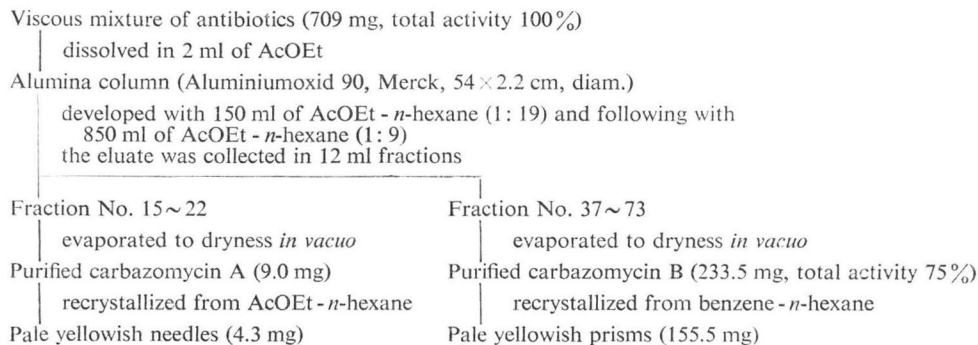 Viscous mixture of antibiotics (709 mg, total activity 100%)
dissolved in 2 ml of AcOEt
Alumina column (Aluminiumoxid 90, Merck, 54×2.2 cm, diam.)
developed with 150 ml of AcOEt - n-hexane (1: 19) and following with
850 ml of AcOEt - n-hexane (1: 9)
the eluate was collected in 12 ml fractions
Fraction No. 15~22
evaporated to dryness in vacuo
Purified carbazomycin A (9.0 mg)
recrystallized from AcOEt - n-hexane
Pale yellowish needles (4.3 mg)
Fraction No. 37~73
evaporated to dryness in vacuo
Purified carbazomycin B (233.5 mg, total activity 75%)
recrystallized from benzene - n-hexane
Pale yellowish prisms (155.5 mg)